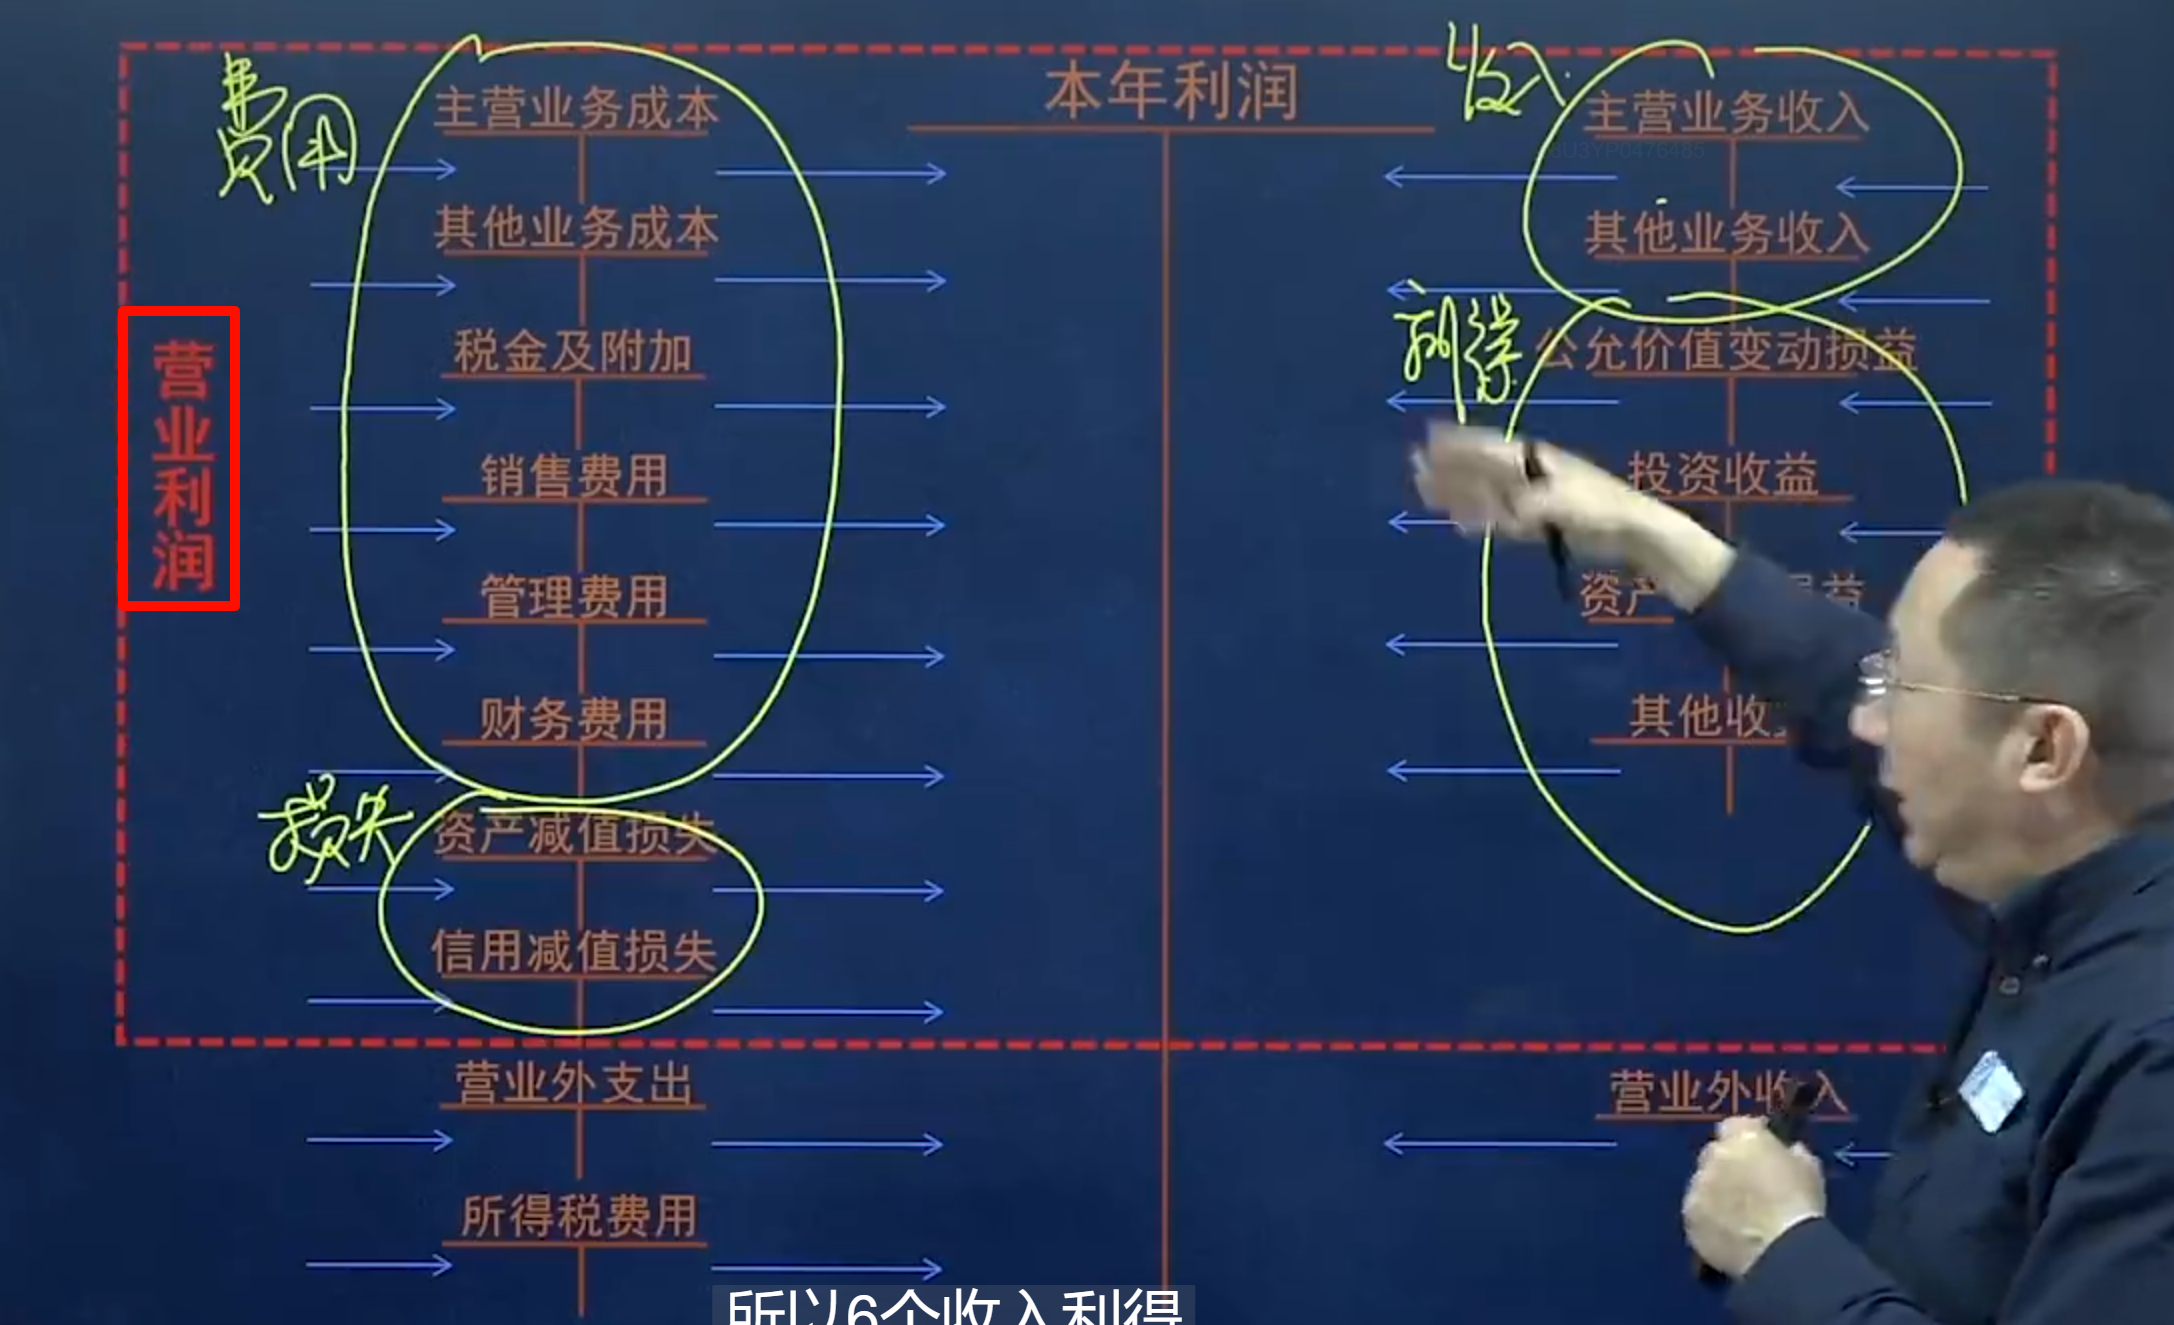 本年利润
费用
主营业务成本
其他业务成本
税金及附加
销售费用
管理费用
财务费用
损失
资产减值损失
信用减值损失
营业外支出
所得税费用
营业利润
收入
主营业务收入
其他业务收入
利得
公允价值变动损益
投资收益
资产
益
其他收
营业外收入
所以6个收入利得